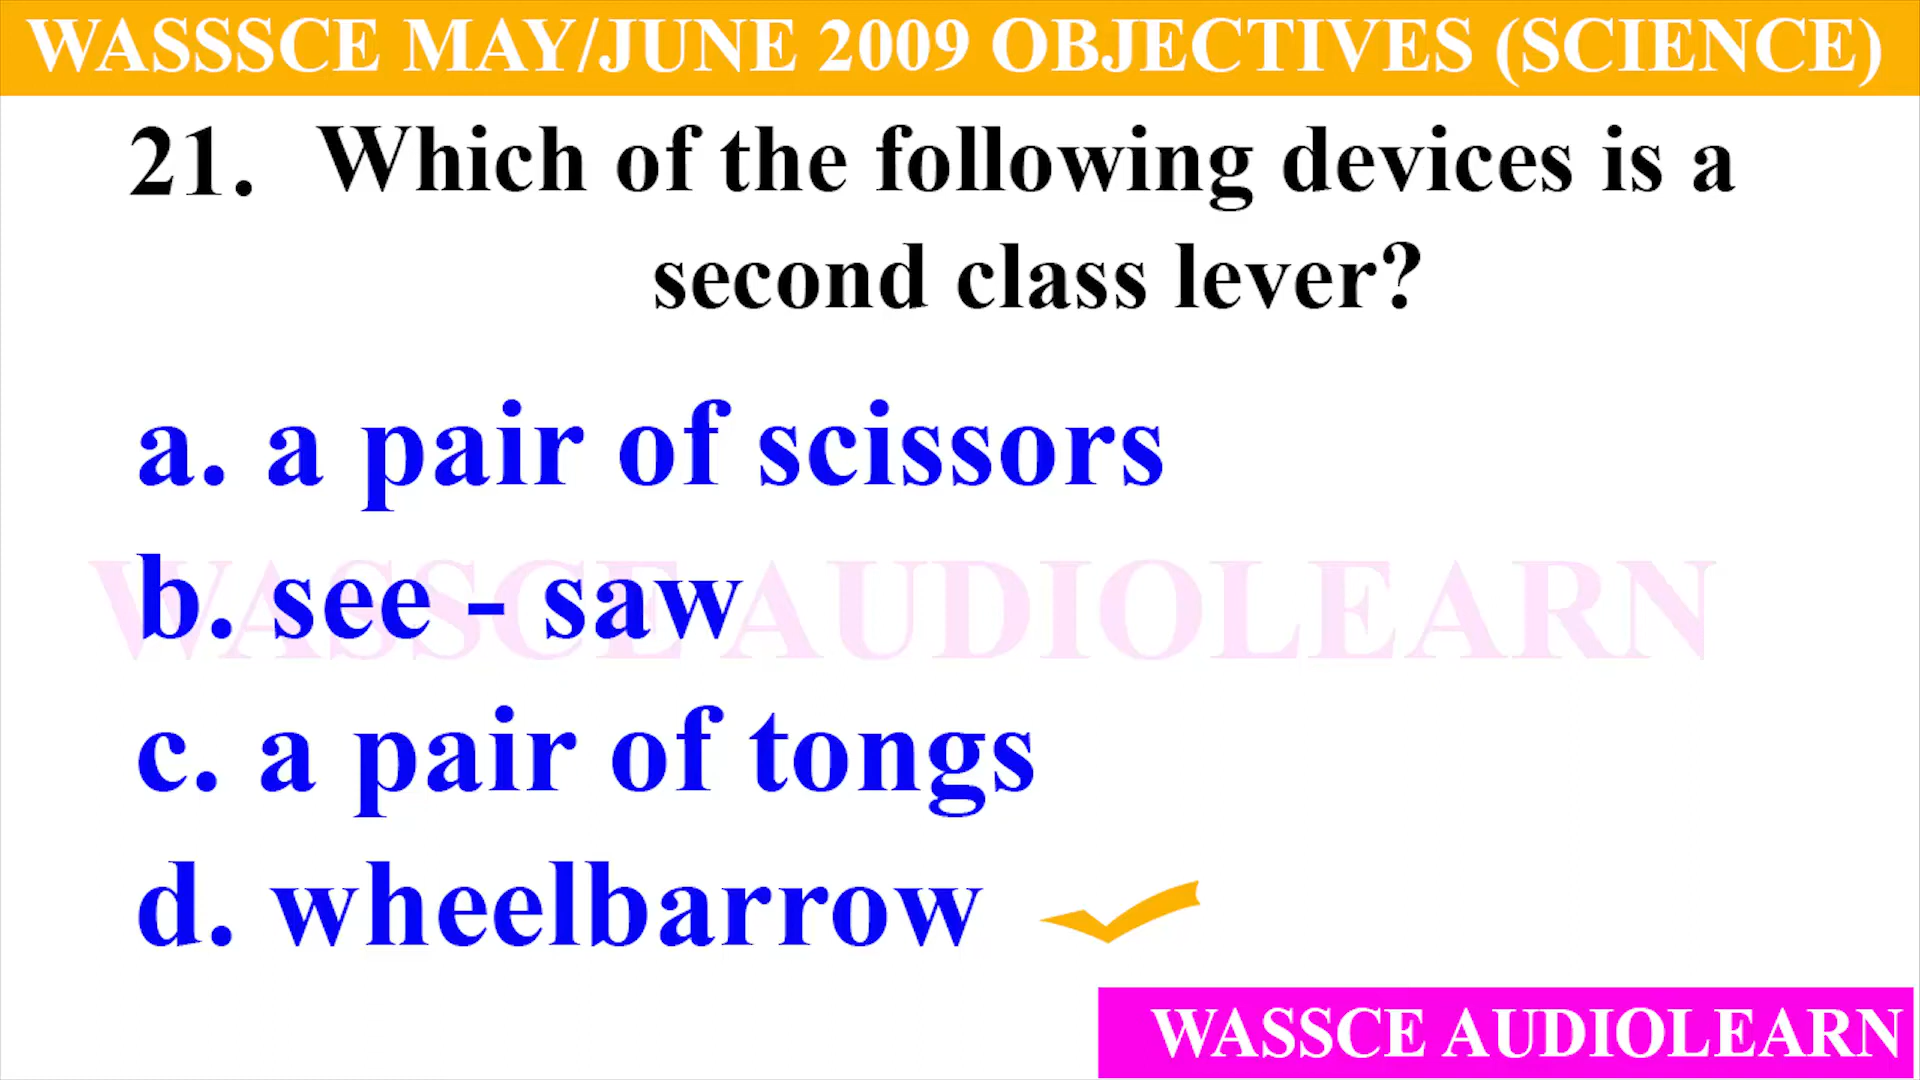 WASSSCE MAY/JUNE 2009 OBJECTIVES (SCIENCE)
21. Which of the following devices is a
second class lever?
a. a pair of scissors
b. see - saw
WASSCE AUDIOLEARN
c. a pair of tongs
d. wheelbarrow
WASSCE AUDIOLEARN